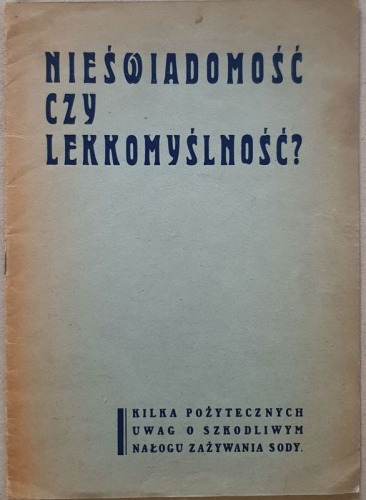 NIEŚWIADOMOŚĆ
CZY
LEKKOMYŚLNOŚĆ?
KILKA POŻYTECZNYCH
UWAG O SZKODLIWYM
NAŁOGU ZAŻYWANIA SODY.